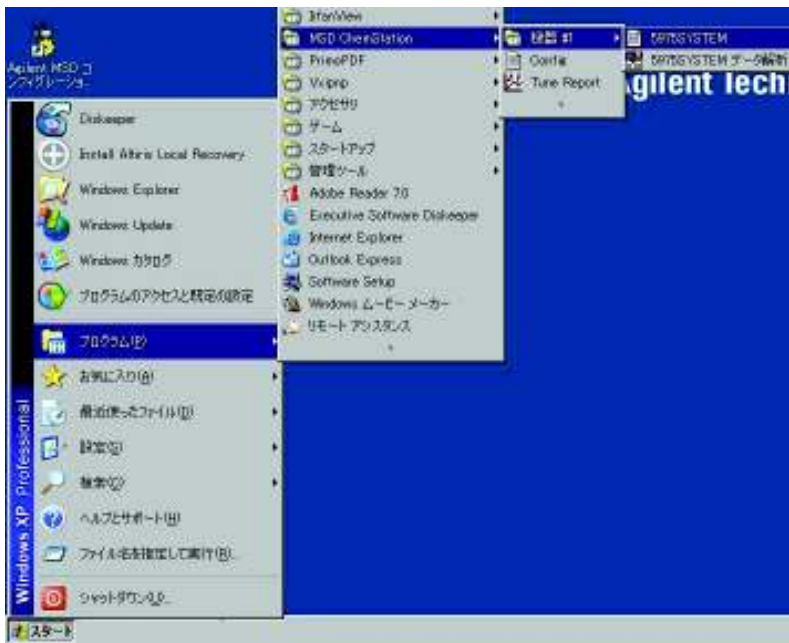 Agilent MSD コ
ンフィグレーショ...
Diskeeper
Install Altiris Local Recovery
Windows Explorer
Windows Update
Windows カタログ
プログラムのアクセスと既定の設定
プログラム(P)
お気に入り(A)
最近使ったファイル(D)
設定(S)
検索(C)
ヘルプとサポート(H)
ファイル名を指定して実行(R)...
シャットダウン(U)...
Windows XP Professional
スタート
IrfanView
MSD ChemStation
PrimoPDF
アクセサリ
ゲーム
スタートアップ
管理ツール
Adobe Reader 7.0
Executive Software Diskeeper
Internet Explorer
Outlook Express
Software Setup
Windows ムービー メーカー
リモート アシスタンス
機器 #1
Config
Tune Report
5975SYSTEM
5975SYSTEM データ解析
Agilent Tech